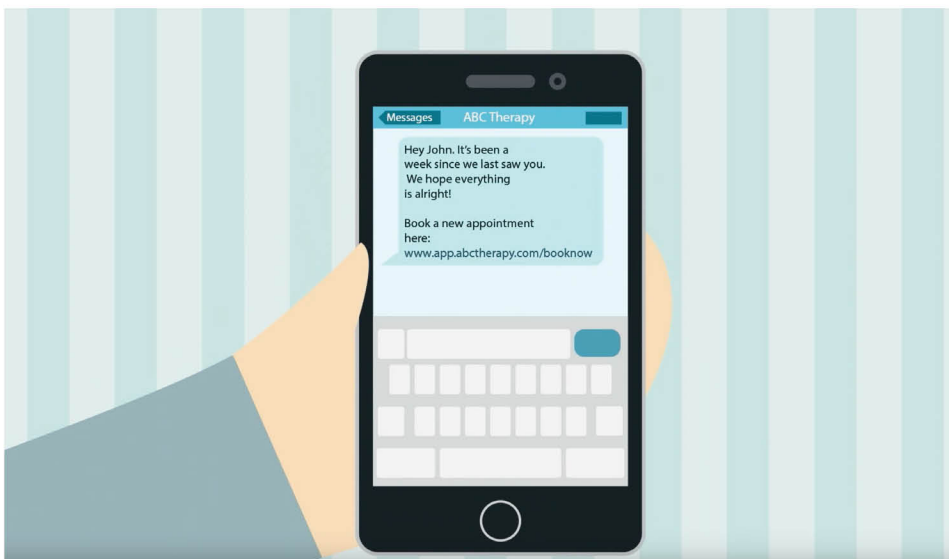 Messages
ABC Therapy
Hey John. It's been a
week since we last saw you.
We hope everything
is alright!
Book a new appointment
here:
www.app.abctherapy.com/booknow